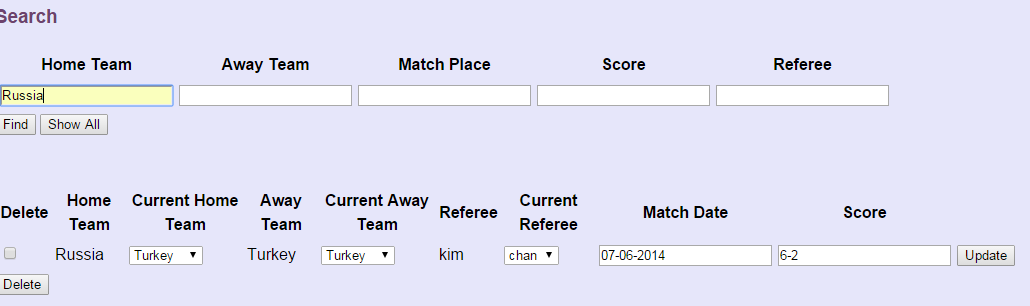 Search
Home Team Away Team Match Place Score Referee
Russia
Find Show All
Delete Home Team Current Home Team Away Team Current Away Team Referee Current Referee Match Date Score
Russia Turkey Turkey Turkey kim chan 07-06-2014 6-2 Update
Delete